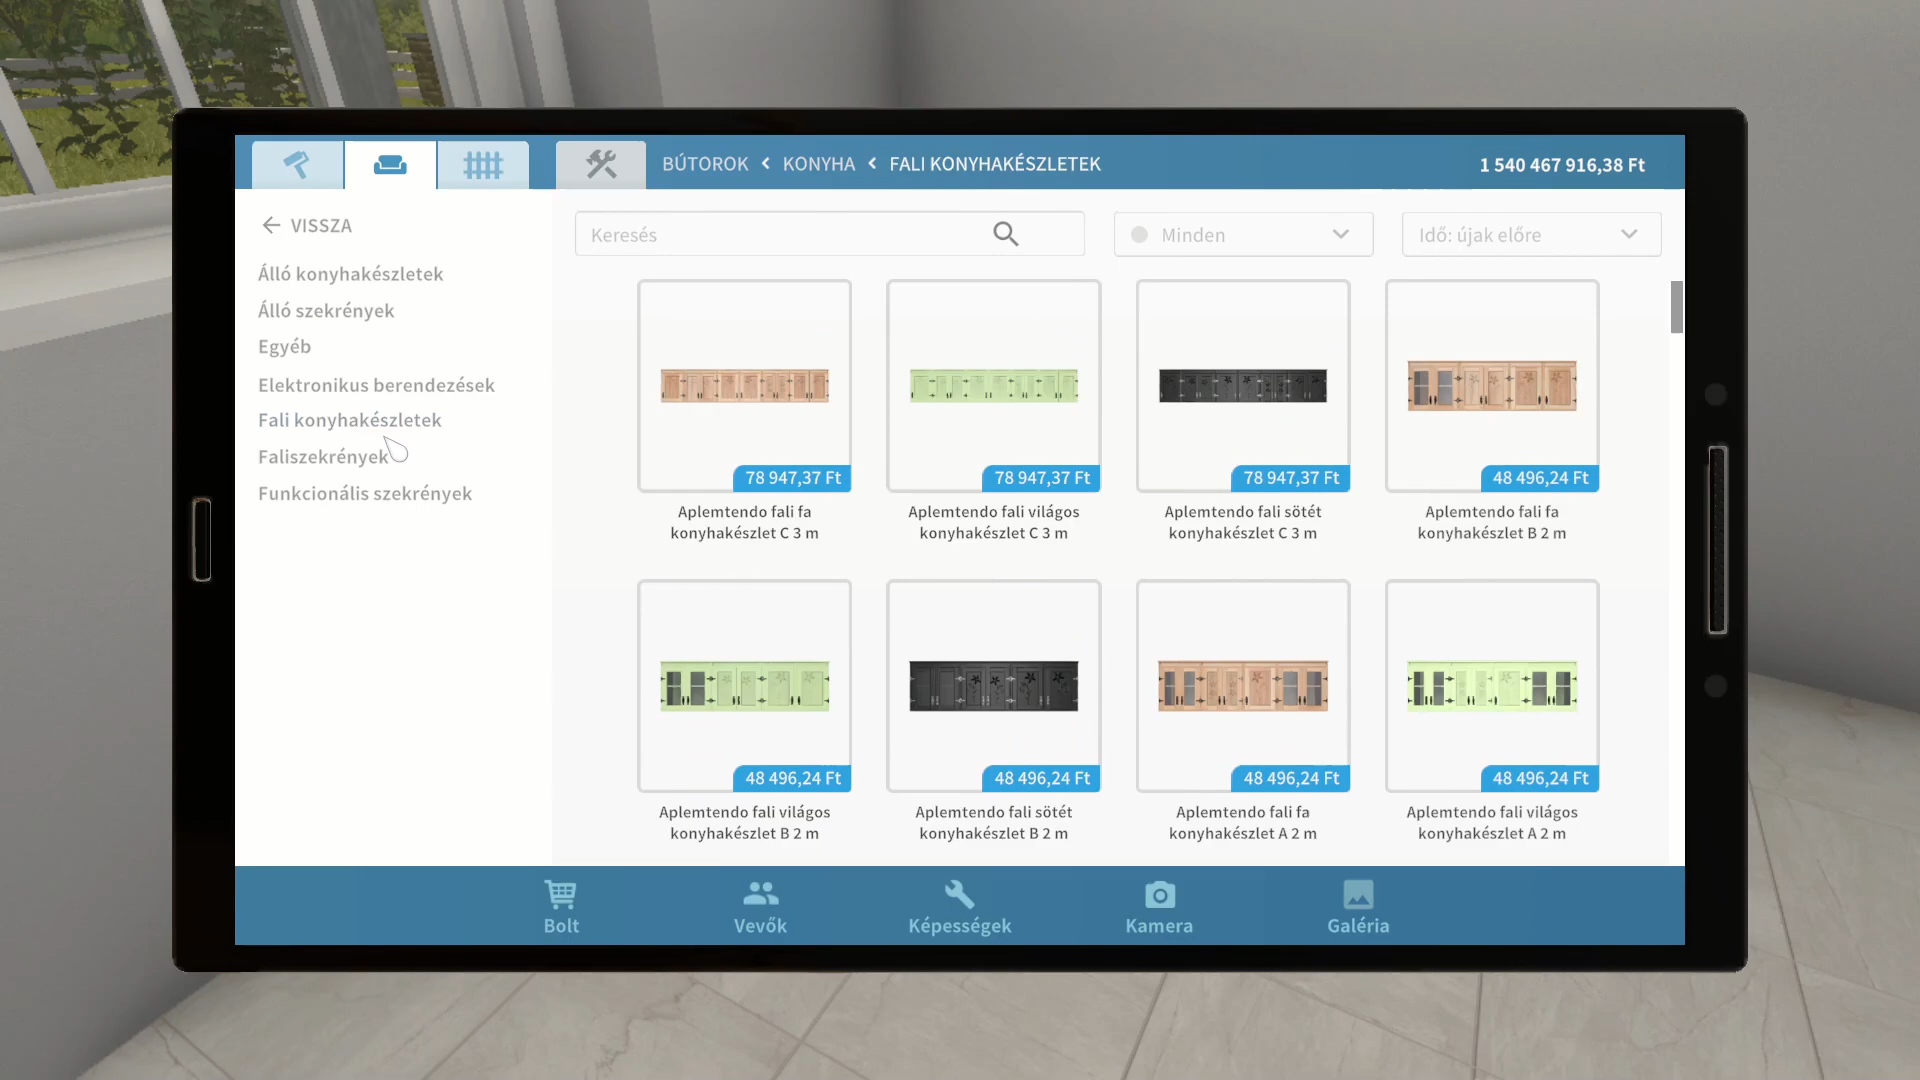 BÚTOROK < KONYHA < FALI KONYHAKÉSZLETEK
1 540 467 916,38 Ft
VISSZA
Álló konyhakészletek
Álló szekrények
Egyéb
Elektronikus berendezések
Fali konyhakészletek
Faliszekrények
Funkcionális szekrények
Keresés
Minden
Idő: újak előre
78 947,37 Ft
Aplemtendo fali fa
konyhakészlet C 3 m
78 947,37 Ft
Aplemtendo fali világos
konyhakészlet C 3 m
78 947,37 Ft
Aplemtendo fali sötét
konyhakészlet C 3 m
48 496,24 Ft
Aplemtendo fali fa
konyhakészlet B 2 m
48 496,24 Ft
Aplemtendo fali világos
konyhakészlet B 2 m
48 496,24 Ft
Aplemtendo fali sötét
konyhakészlet B 2 m
48 496,24 Ft
Aplemtendo fali fa
konyhakészlet A 2 m
48 496,24 Ft
Aplemtendo fali világos
konyhakészlet A 2 m
Bolt
Vevők
Képességek
Kamera
Galéria